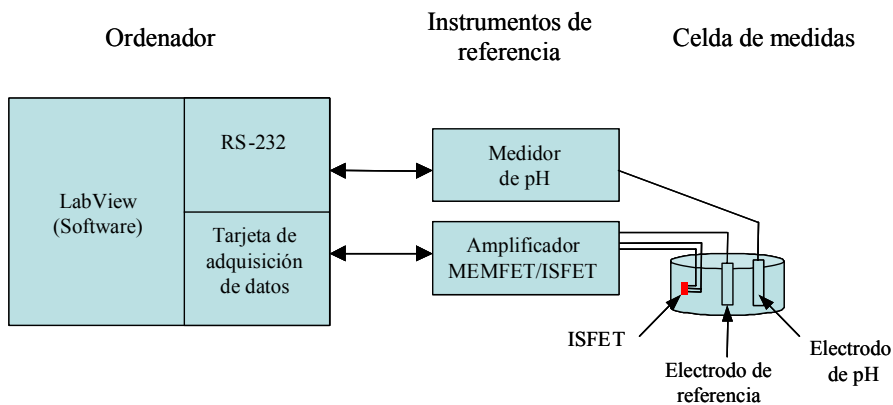 Ordenador
Instrumentos de
referencia
Celda de medidas
LabView
(Software)
RS-232
Tarjeta de
adquisición
de datos
Medidor
de pH
Amplificador
MEMFET/ISFET
ISFET
Electrodo de
referencia
Electrodo
de pH